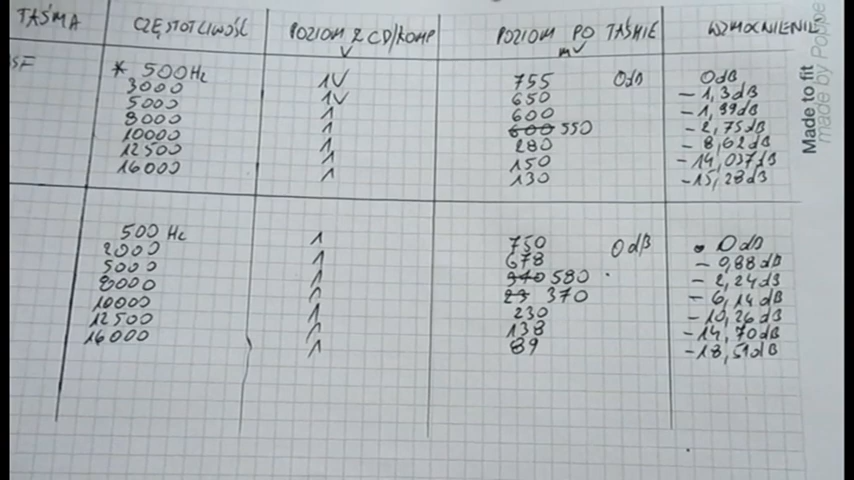 TAŚMA CZĘSTOTLIWOŚĆ POZIOM Z CD/KOMP V POZIOM PO TAŚMIE mV WZMOCNIENIE
SF * 500Hz 1V 755 0dB 0dB
3000 1V 650 -1,3dB
5000 1 600 -1,99dB
8000 1 600 550 -2,75dB
10000 1 280 -8,62dB
12500 1 150 -14,037dB
16000 1 130 -15,28dB
500 Hz 1 750 0dB 0dB
2000 1 678 -0,88dB
5000 1 940 580 -2,24dB
8000 1 23 370 -6,14dB
10000 1 230 -10,26dB
12500 1 138 -14,70dB
16000 1 89 -18,51dB
Made to fit
made by Poppe